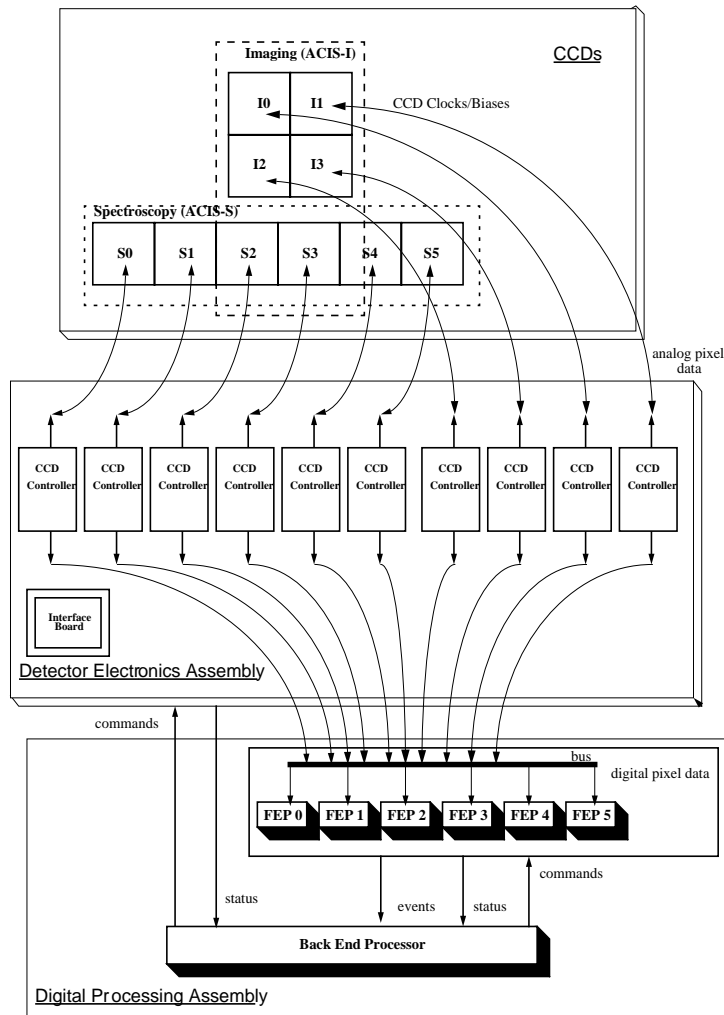 Imaging (ACIS-I)
CCDs
I0 I1
CCD Clocks/Biases
I2 I3
Spectroscopy (ACIS-S)
S0 S1 S2 S3 S4 S5
analog pixel
data
CCD CCD CCD CCD CCD CCD CCD CCD CCD CCD
Controller Controller Controller Controller Controller Controller Controller Controller Controller Controller
Interface
Board
Detector Electronics Assembly
commands
bus
digital pixel data
FEP 0 FEP 1 FEP 2 FEP 3 FEP 4 FEP 5
commands
status events status
Back End Processor
Digital Processing Assembly